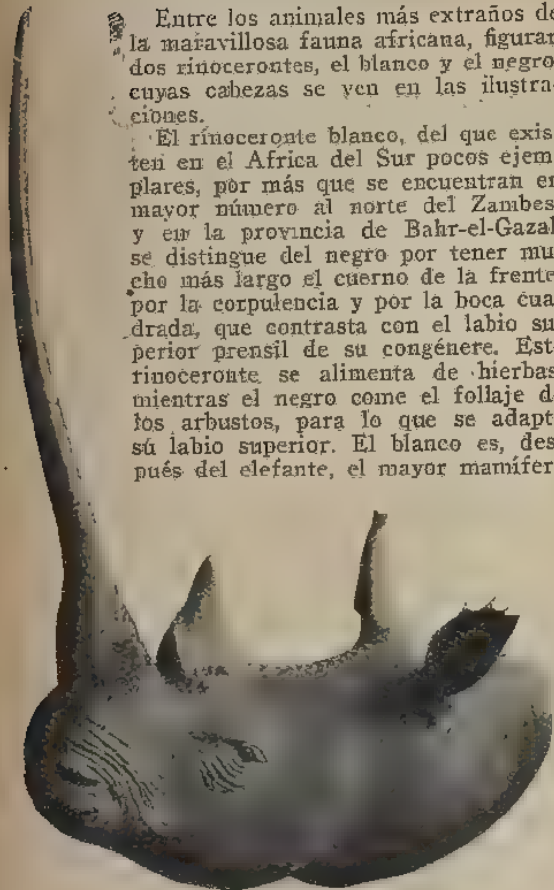 Entre los animales más extraños de
la maravillosa fauna africana, figuran
dos rinocerontes, el blanco y el negro
cuyas cabezas se ven en las ilustra-
ciones.
El rinoceronte blanco, del que exis-
ten en el Africa del Sur pocos ejem-
plares, por más que se encuentran en
mayor número al norte del Zambes
y en la provincia de Bahr-el-Gazal
se distingue del negro por tener mu
cho más largo el cuerno de la frente
por la corpulencia y por la boca cua
drada, que contrasta con el labio su
perior prensil de su congénere. Est
rinoceronte se alimenta de hierbas
mientras el negro come el follaje d
los arbustos, para lo que se adapt
su labio superior. El blanco es, des
pués del elefante, el mayor mamífer